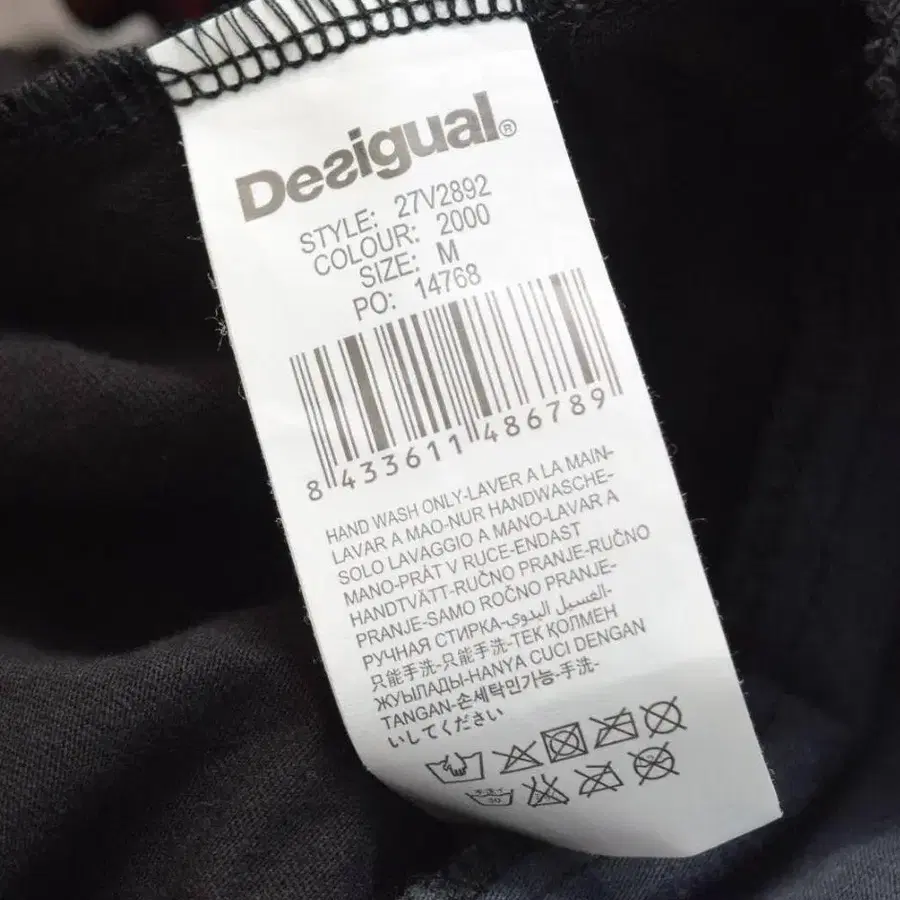 Desigual®
STYLE: 27V2892
COLOUR: 2000
SIZE: M
PO: 14768
8 433611 486789
HAND WASH ONLY-LAVER A LA MAIN-
LAVAR A MAO-NUR HANDWASCHE-
SOLO LAVAGGIO A MANO-LAVAR A
MANO-PRÁT V RUCE-ENDAST
HANDTVÄTT-RUČNO PRANJE-RUČNO
PRANJE-SAMO ROČNO PRANJE-
РУЧНАЯ СТИРКА-الغسيل اليدوي-
只能手洗-只能手洗-ТЕК ҚОЛМЕН
ЖУЫЛАДЫ-HANYA CUCI DENGAN
TANGAN-손세탁만가능-手洗-
いしてください